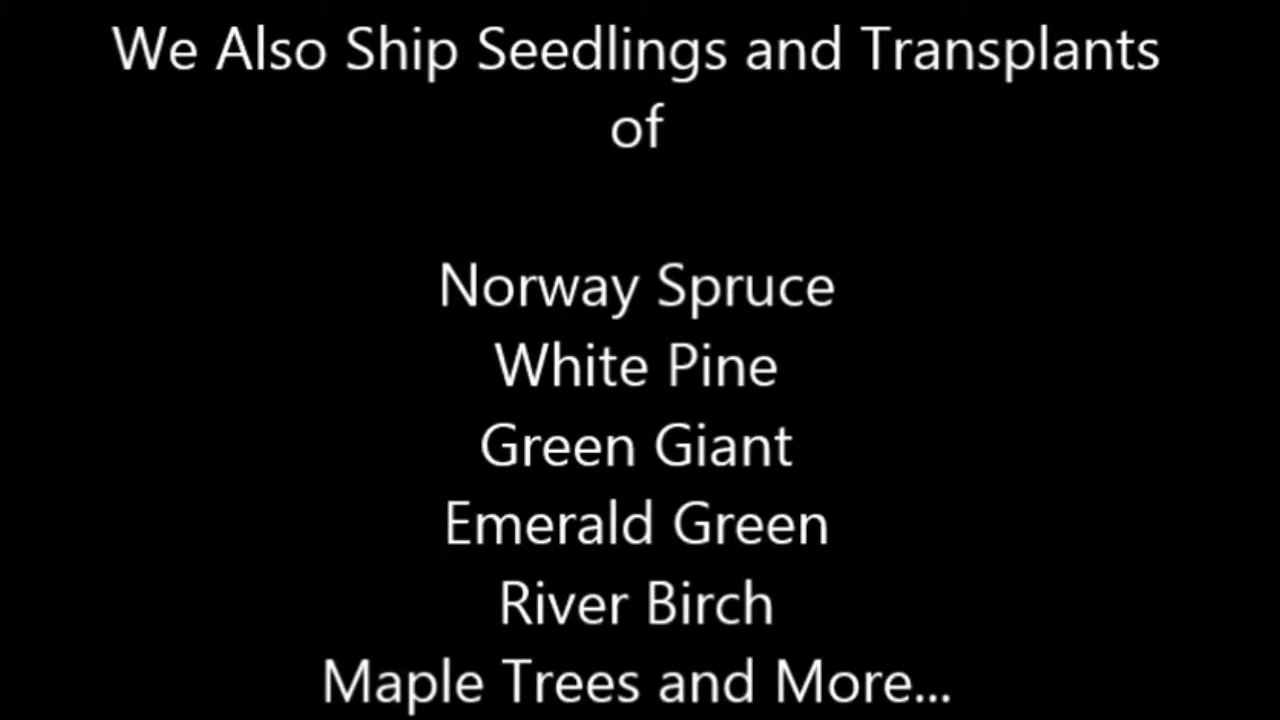 We Also Ship Seedlings and Transplants
of
Norway Spruce
White Pine
Green Giant
Emerald Green
River Birch
Maple Trees and More...